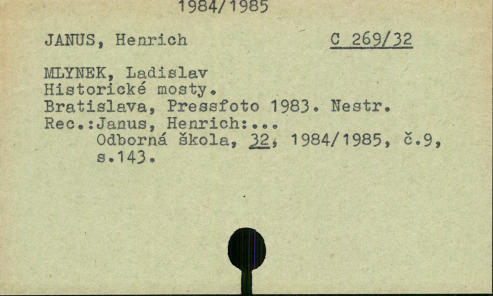 1984/1985
JANUS, Henrich C 269/32
MLYNEK, Ladislav
Historické mosty.
Bratislava, Pressfoto 1983. Nestr.
Rec.:Janus, Henrich:...
Odborná škola, 32, 1984/1985, č.9,
s.143.